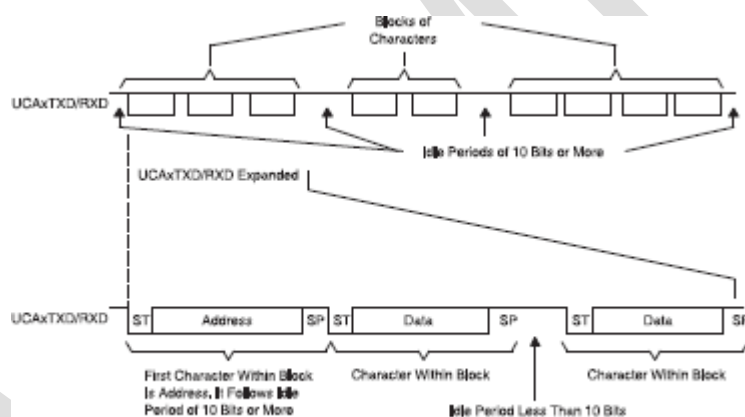 Blocks of
Characters
UCAxTXD/RXD
Idle Periods of 10 Bits or More
UCAxTXD/RXD Expanded
UCAxTXD/RXD ST Address SP ST Data SP ST Data SP
First Character Within Block
Is Address. It Follows Idle
Period of 10 Bits or More
Character Within Block
Character Within Block
Idle Period Less Than 10 Bits